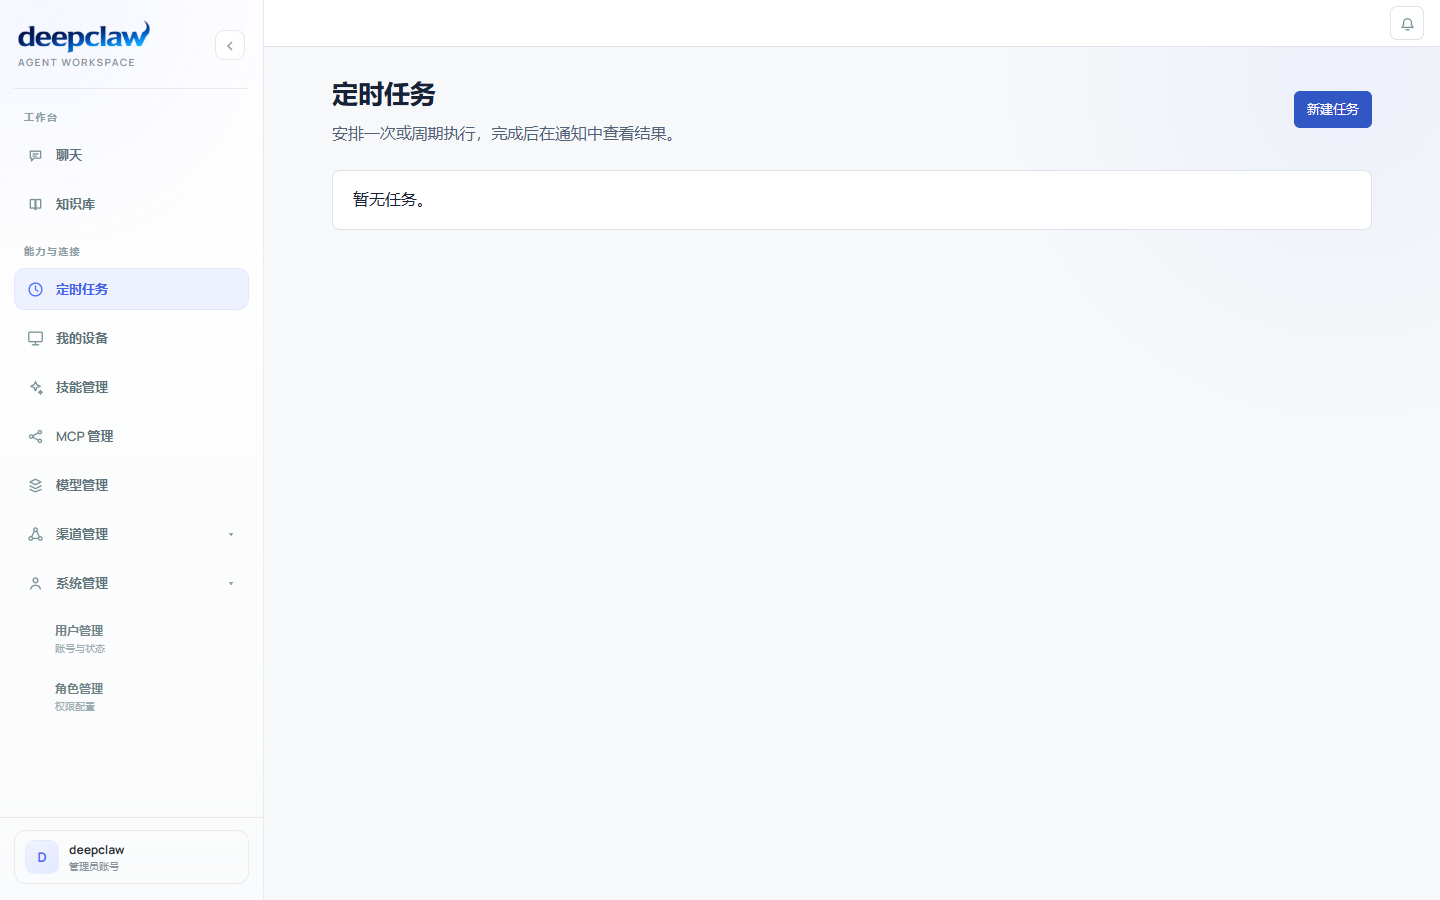 deepclaw
AGENT WORKSPACE
工作台
聊天
知识库
能力与连接
定时任务
我的设备
技能管理
MCP 管理
模型管理
渠道管理
系统管理
用户管理
账号与状态
角色管理
权限配置
D
deepclaw
管理员账号
定时任务
安排一次或周期执行，完成后在通知中查看结果。
新建任务
暂无任务。